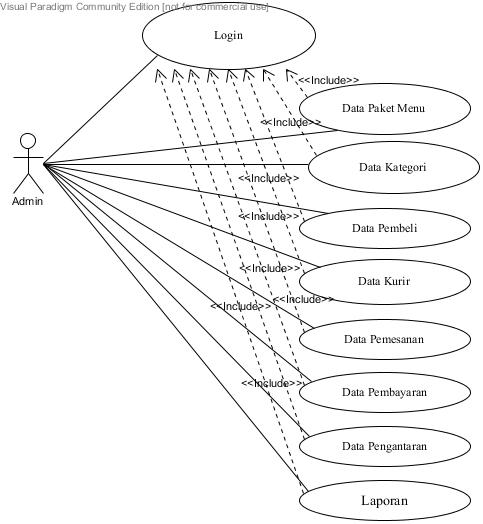 Visual Paradigm Community Edition [not for commercial use]
Login
<<Include>>
Data Paket Menu
<<Include>>
Data Kategori
<<Include>>
Admin
<<Include>>
Data Pembeli
<<Include>>
Data Kurir
<<Include>>
<<Include>>
Data Pemesanan
<<Include>>
Data Pembayaran
Data Pengantaran
Laporan